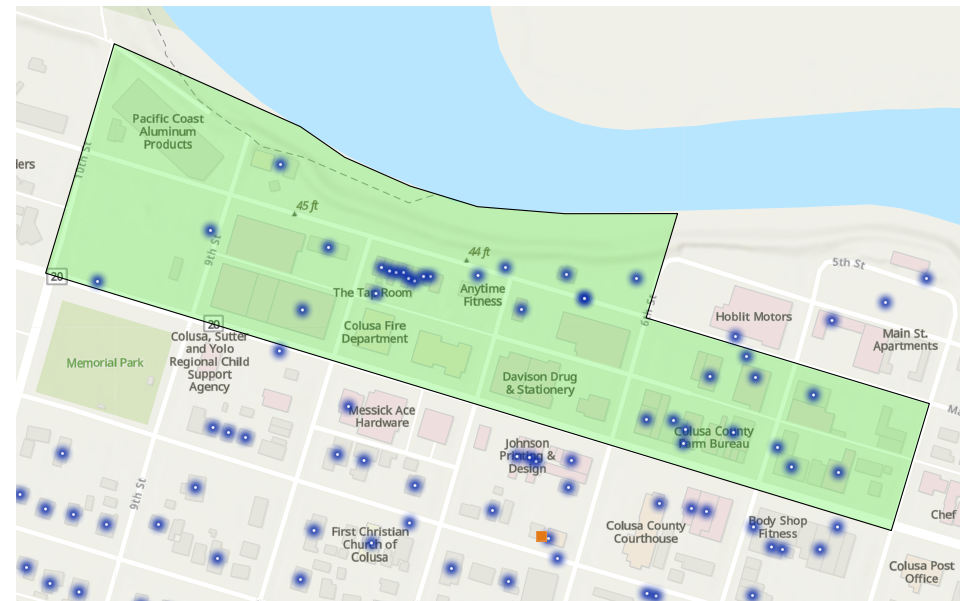 Pacific Coast
Aluminum
Products
lers
10th St
45 ft
9th St
44 ft
5th St
20
The Tap Room
Anytime
Fitness
6th St
Hoblit Motors
20
Colusa Fire
Department
Main St.
Apartments
Colusa, Sutter
and Yolo
Regional Child
Support
Agency
Memorial Park
Davison Drug
& Stationery
Messick Ace
Hardware
Ma
Colusa County
Farm Bureau
Johnson
Printing &
Design
9th St
Chef
First Christian
Church of
Colusa
Colusa County
Courthouse
Body Shop
Fitness
Colusa Post
Office